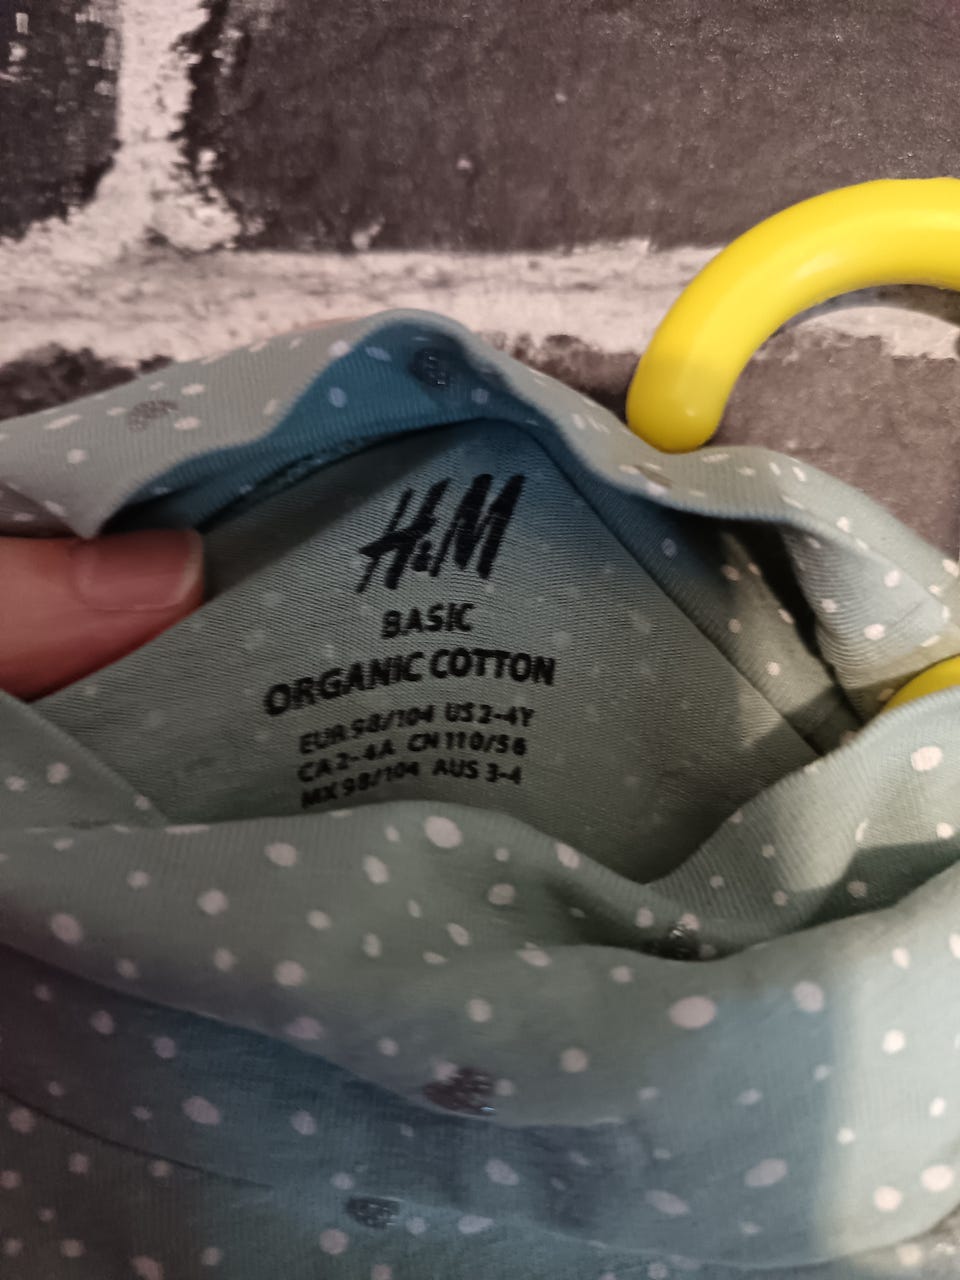 H&M
BASIC
ORGANIC COTTON
EUR 98/104 US 2-4Y
CA 2-4A CN 110/56
MX 98/104 AUS 3-4